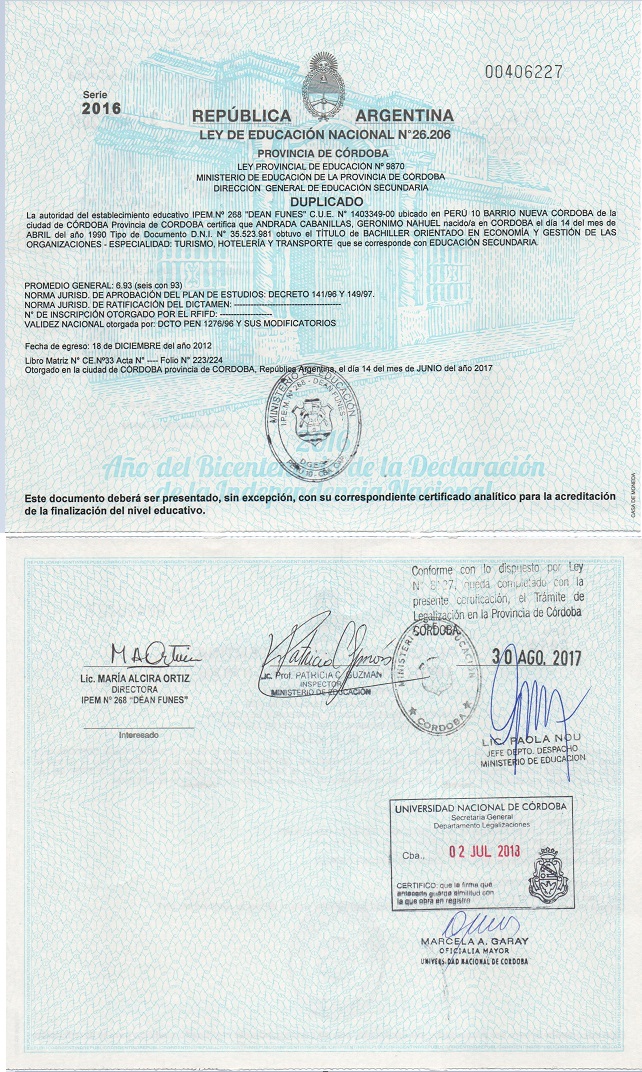 00406227
Serie
2016
REPÚBLICA ARGENTINA
LEY DE EDUCACIÓN NACIONAL N°26.206
PROVINCIA DE CÓRDOBA
LEY PROVINCIAL DE EDUCACIÓN Nº 9870
MINISTERIO DE EDUCACIÓN DE LA PROVINCIA DE CÓRDOBA
DIRECCIÓN GENERAL DE EDUCACIÓN SECUNDARIA
DUPLICADO
La autoridad del establecimiento educativo IPEM.Nº 268 "DEAN FUNES" C.U.E. N° 1403349-00 ubicado en PERÚ 10 BARRIO NUEVA CÓRDOBA de la
ciudad de CÓRDOBA Provincia de CORDOBA certifica que ANDRADA CABANILLAS, GERONIMO NAHUEL nacido/a en CORDOBA el día 14 del mes de
ABRIL del año 1990 Tipo de Documento D.N.I. N° 35.523.981 obtuvo el TÍTULO de BACHILLER ORIENTADO EN ECONOMÍA Y GESTIÓN DE LAS
ORGANIZACIONES - ESPECIALIDAD: TURISMO, HOTELERÍA Y TRANSPORTE que se corresponde con EDUCACIÓN SECUNDARIA.
PROMEDIO GENERAL: 6.93 (seis con 93)
NORMA JURISD. DE APROBACIÓN DEL PLAN DE ESTUDIOS: DECRETO 141/96 Y 149/97.
NORMA JURISD. DE RATIFICACIÓN DEL DICTAMEN: ------------------------------
N° DE INSCRIPCIÓN OTORGADO POR EL RFIFD: --------------------
VALIDEZ NACIONAL otorgada por: DCTO PEN 1276/96 Y SUS MODIFICATORIOS
Fecha de egreso: 18 de DICIEMBRE del año 2012
Libro Matriz N° CE.Nº33 Acta N° ---- Folio N° 223/224
Otorgado en la ciudad de CÓRDOBA provincia de CORDOBA, República Argentina, el día 14 del mes de JUNIO del año 2017
MINISTERIO DE EDUCACIÓN
I.P.E.M. Nº 268 - DEAN FUNES
2016
Año del Bicentenario de la Declaración
de la Independencia Nacional
Este documento deberá ser presentado, sin excepción, con su correspondiente certificado analítico para la acreditación
de la finalización del nivel educativo.
CASA DE MONEDA
Conforme con lo dispuesto por Ley
N° queda completado con la
presente certificación, el Trámite de
Legalización en la Provincia de Córdoba
CÓRDOBA,
30 AGO. 2017
MINISTERIO DE EDUCACIÓN
CORDOBA
M A Ortiz
Lic. MARÍA ALCIRA ORTIZ
DIRECTORA
IPEM N° 268 "DEAN FUNES"
Interesado
Lic. Prof. PATRICIA C. GUZMAN
INSPECTOR
MINISTERIO DE EDUCACIÓN
LIC. PAOLA NOU
JEFE DEPTO. DESPACHO
MINISTERIO DE EDUCACION
UNIVERSIDAD NACIONAL DE CÓRDOBA
Secretaría General
Departamento Legalizaciones
Cba., 02 JUL 2018
CERTIFICO: que la firma que
antecede guarda similitud con
la que obra en registro
MARCELA A. GARAY
OFICIALIA MAYOR
UNIVERSIDAD NACIONAL DE CORDOBA